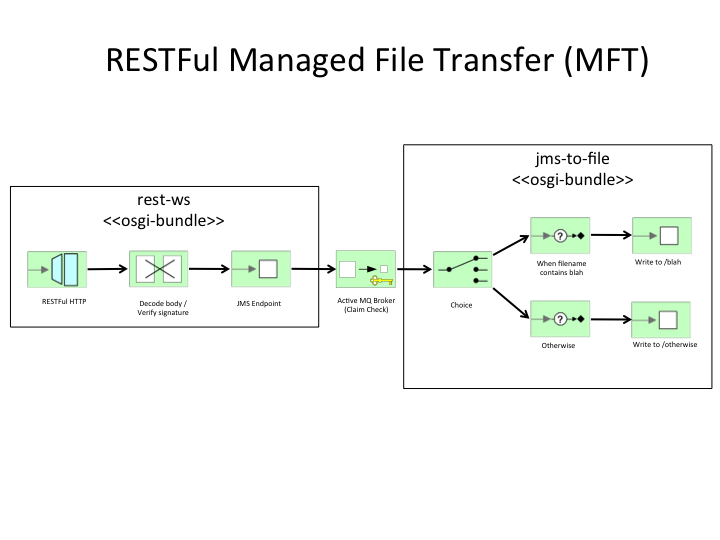 RESTFul Managed File Transfer (MFT)
jms-to-file
<<osgi-bundle>>
rest-ws
<<osgi-bundle>>
RESTFul HTTP
Decode body /
Verify signature
JMS Endpoint
Active MQ Broker
(Claim Check)
Choice
?
When filename
contains blah
Write to /blah
?
Otherwise
Write to /otherwise